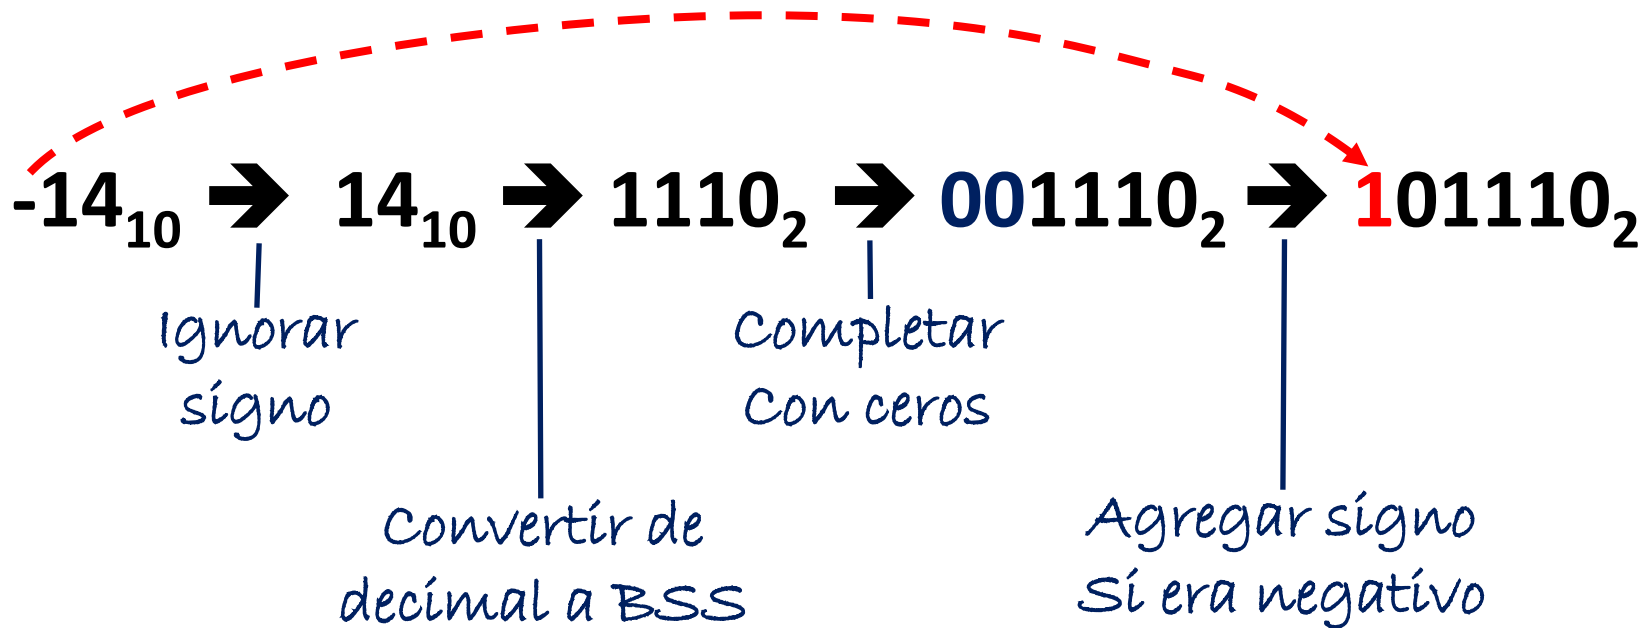 -14₁₀ 🡺 14₁₀ 🡺 1110₂ 🡺 001110₂ 🡺 101110₂
Ignorar
signo
Convertir de
decimal a BSS
Completar
Con ceros
Agregar signo
Si era negativo